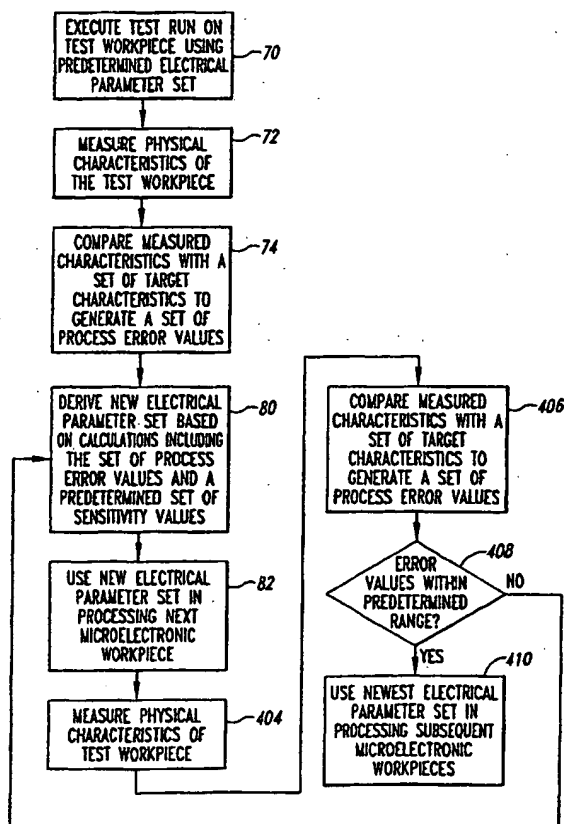 EXECUTE TEST RUN ON
TEST WORKPIECE USING
PREDETERMINED ELECTRICAL
PARAMETER SET
70
MEASURE PHYSICAL
CHARACTERISTICS OF
THE TEST WORKPIECE
72
COMPARE MEASURED
CHARACTERISTICS WITH A
SET OF TARGET
CHARACTERISTICS TO
GENERATE A SET OF
PROCESS ERROR VALUES
74
DERIVE NEW ELECTRICAL
PARAMETER SET BASED
ON CALCULATIONS INCLUDING
THE SET OF PROCESS
ERROR VALUES AND A
PREDETERMINED SET OF
SENSITIVITY VALUES
80
USE NEW ELECTRICAL
PARAMETER SET IN
PROCESSING NEXT
MICROELECTRONIC
WORKPIECE
82
MEASURE PHYSICAL
CHARACTERISTICS OF
TEST WORKPIECE
404
COMPARE MEASURED
CHARACTERISTICS WITH A
SET OF TARGET
CHARACTERISTICS TO
GENERATE A SET OF
PROCESS ERROR VALUES
406
ERROR
VALUES WITHIN
PREDETERMINED
RANGE?
408
NO
YES
USE NEWEST ELECTRICAL
PARAMETER SET IN
PROCESSING SUBSEQUENT
MICROELECTRONIC
WORKPIECES
410